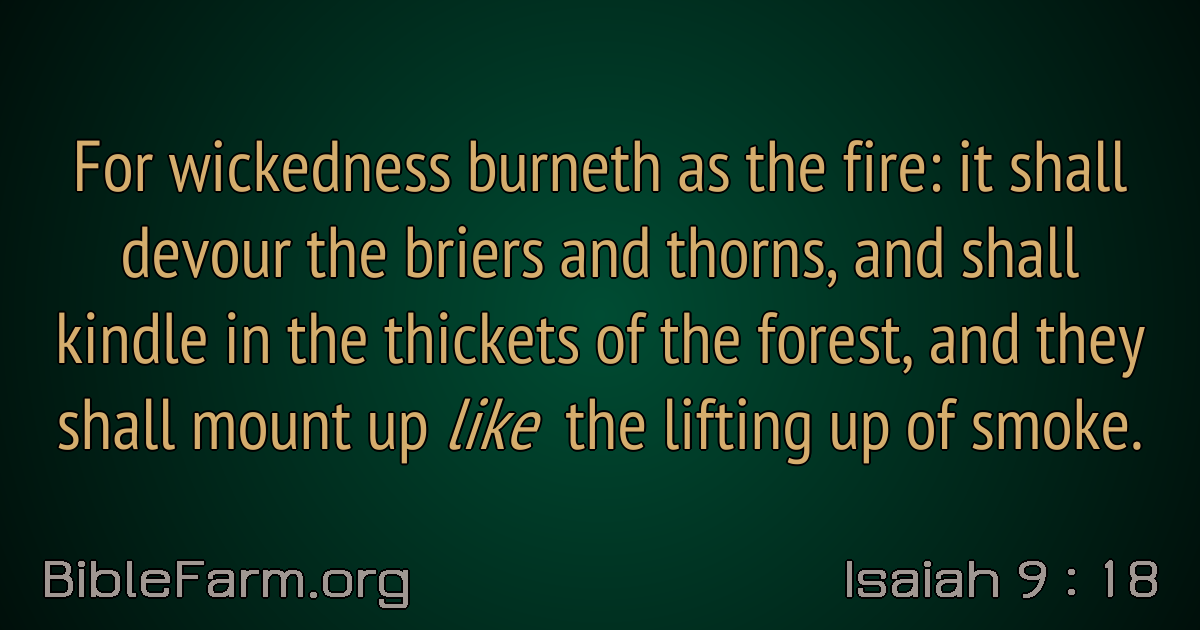 For wickedness burneth as the fire: it shall
devour the briers and thorns, and shall
kindle in the thickets of the forest, and they
shall mount up like the lifting up of smoke.
BibleFarm.org
Isaiah 9 : 18